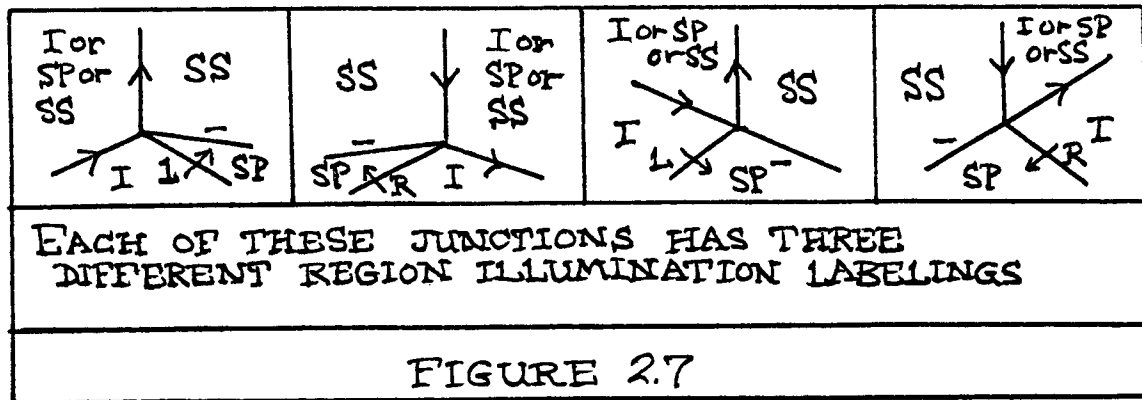 I or
SP or
SS
SS
I
L
SP
-
SS
I or
SP or
SS
-
SP
R
I
I or SP
or SS
SS
I
L
SP
-
I or SP
or SS
SS
I
-
SP
R
EACH OF THESE JUNCTIONS HAS THREE
DIFFERENT REGION ILLUMINATION LABELINGS
FIGURE 2.7